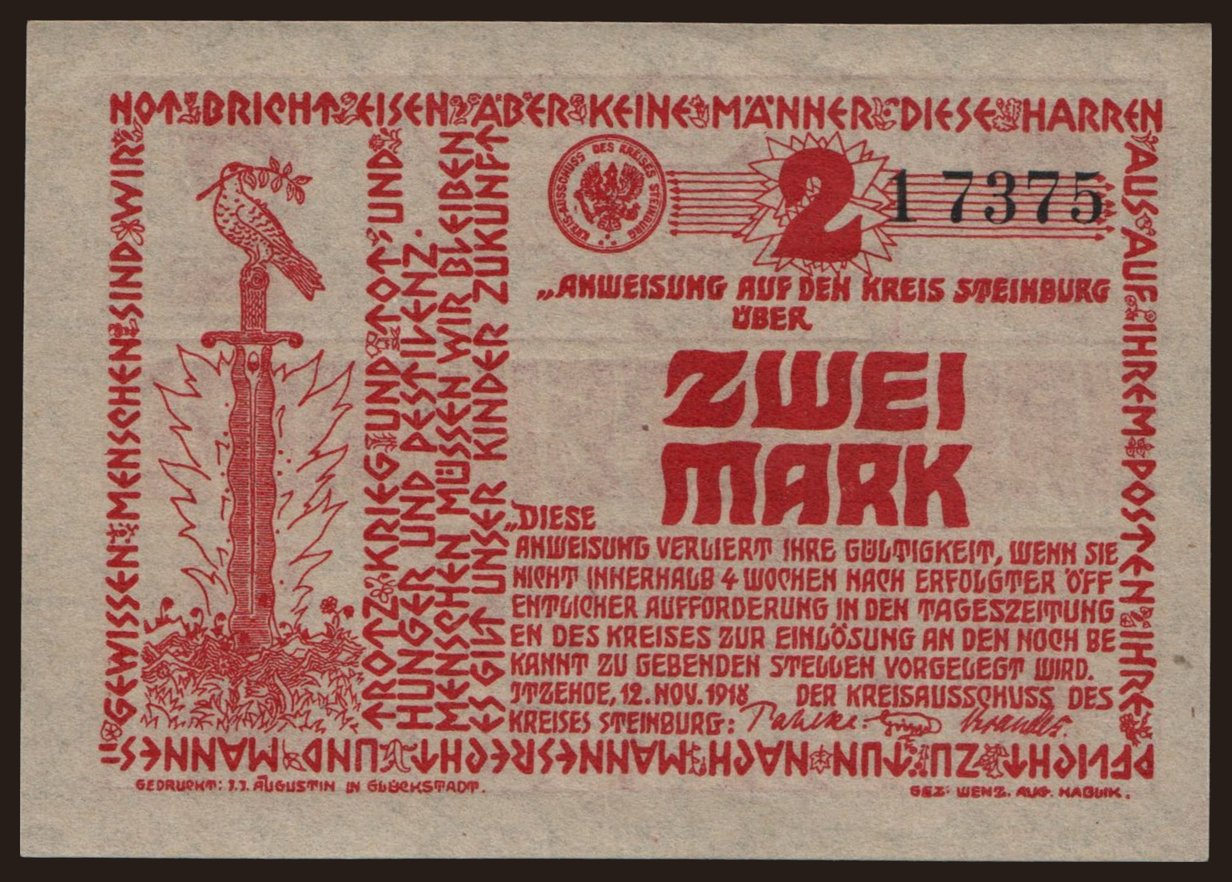 NOT BRICHT EISEN ABER KEINE MÄNNER DIESE HARREN
AUS AUF IHREM POSTEN IHRE
PFLICHT ZU TUN NACH MANNESRECHT UND MANNES=
GEWISSEN MENSCHEN SIND WIR
TROTZ KRIEG UND NOT UND
HUNGER UND PESTILENZ.
MENSCHEN MÜSSEN WIR BLEIBEN
ES GILT UNSER KINDER ZUKUNFT
KREIS-AUSSCHUSS DES KREISES STEINBURG
2
17375
„ANWEISUNG AUF DEN KREIS STEINBURG
ÜBER
ZWEI
MARK
„DIESE
ANWEISUNG VERLIERT IHRE GÜLTIGKEIT, WENN SIE
NICHT INNERHALB 4 WOCHEN NACH ERFOLGTER ÖFF
ENTLICHER AUFFORDERUNG IN DEN TAGESZEITUNG
EN DES KREISES ZUR EINLÖSUNG AN DEN NOCH BE
KANNT ZU GEBENDEN STELLEN VORGELEGT WIRD.
ITZEHOE, 12. NOV. 1918 DER KREISAUSSCHUSS DES
KREISES STEINBURG:
GEDRUCKT: J.J. AUGUSTIN IN GLÜCKSTADT.
GEZ: WENZ. AUG. HABLIK.